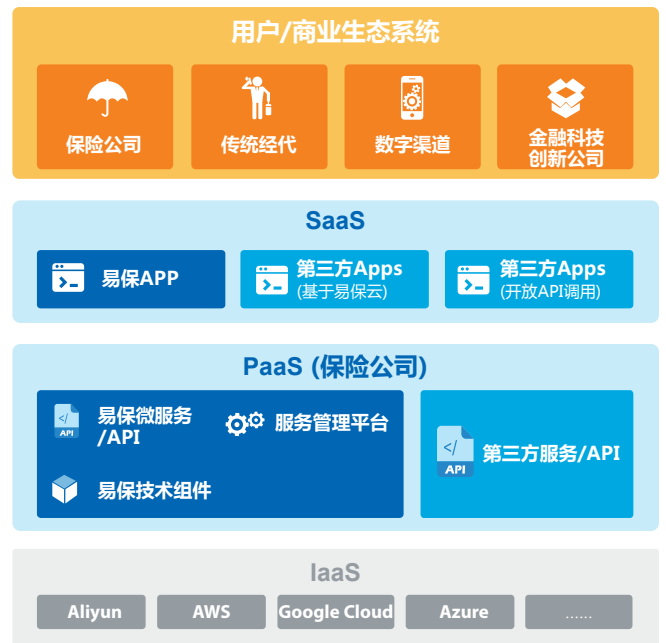 用户/商业生态系统
保险公司
传统经代
数字渠道
金融科技
创新公司
SaaS
易保APP
第三方Apps
(基于易保云)
第三方Apps
(开放API调用)
PaaS (保险公司)
</>
API
易保微服务
/API
服务管理平台
易保技术组件
</>
API
第三方服务/API
IaaS
Aliyun
AWS
Google Cloud
Azure
......